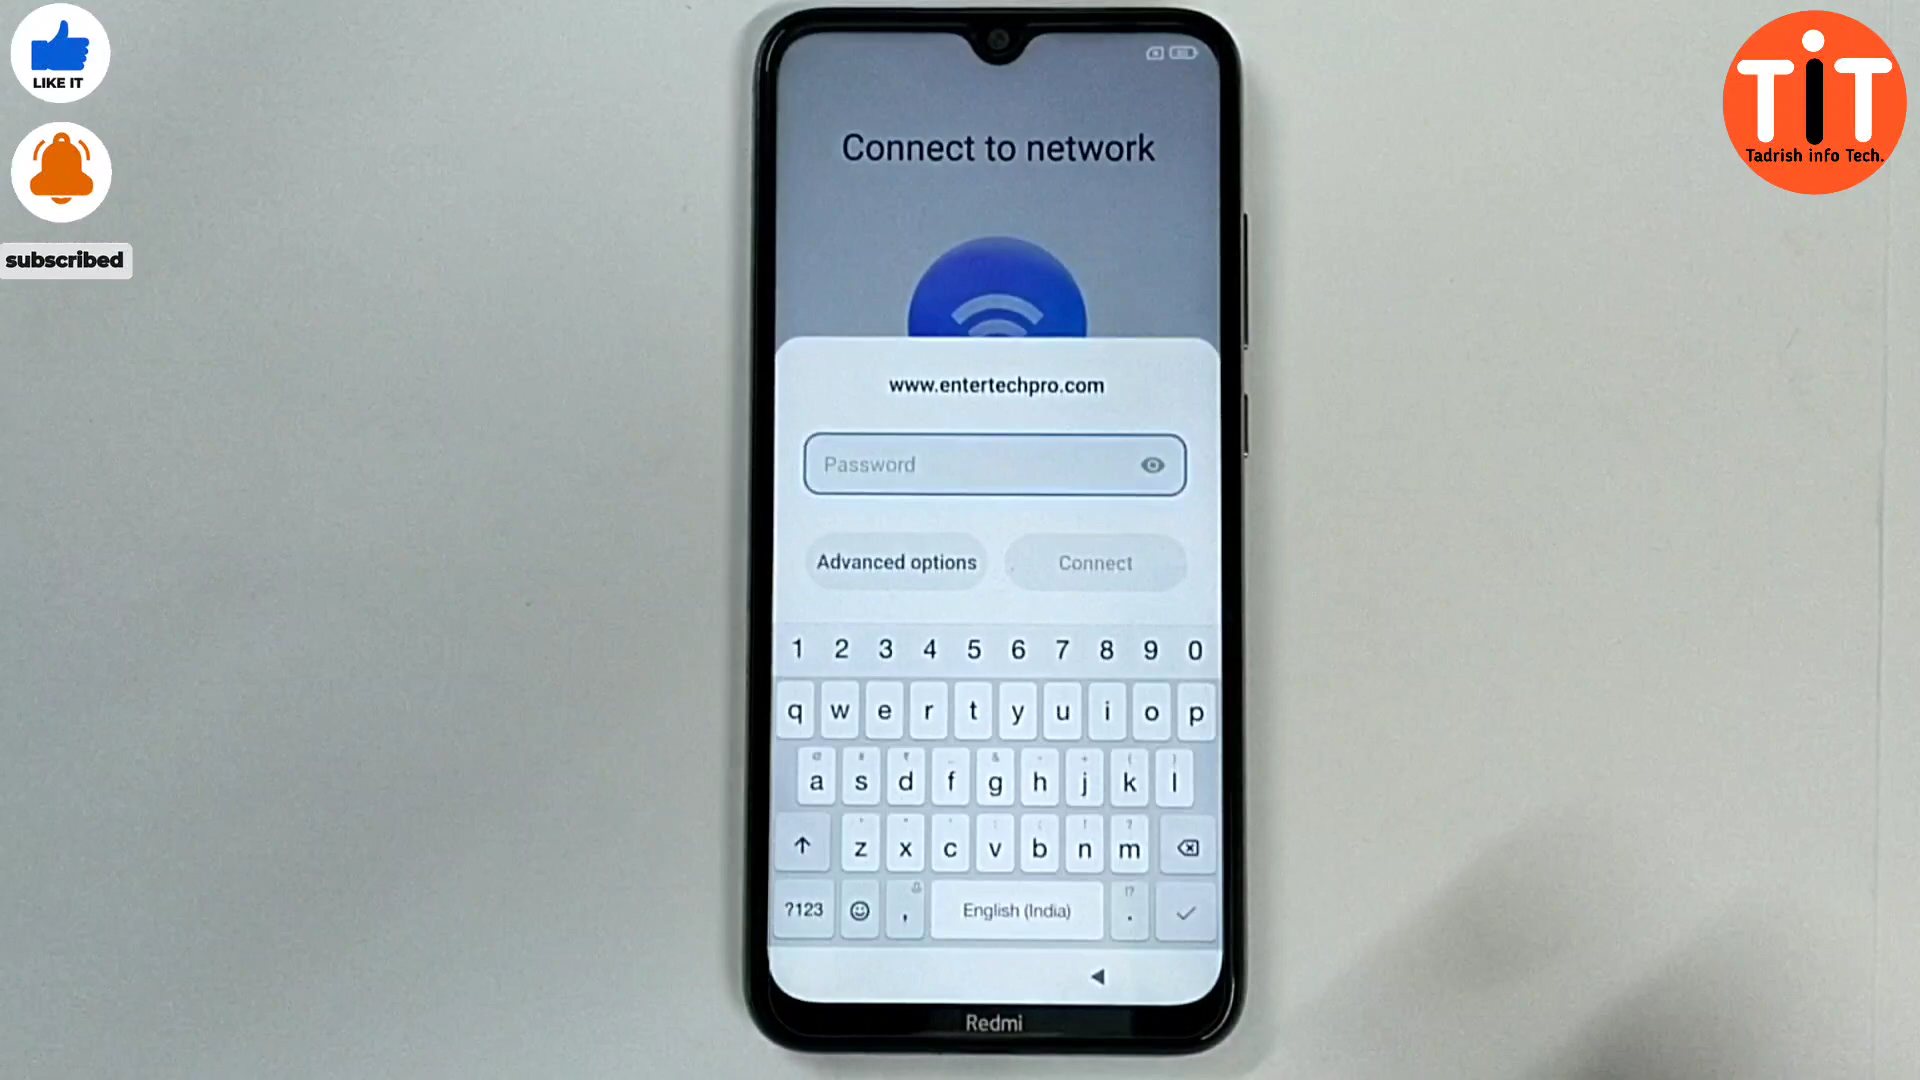 LIKE IT
subscribed
TiT
Tadrish info Tech.
Connect to network
www.entertechpro.com
Password
Advanced options
Connect
1 2 3 4 5 6 7 8 9 0
q w e r t y u i o p
a s d f g h j k l
z x c v b n m
?123 , English (India) .
Redmi